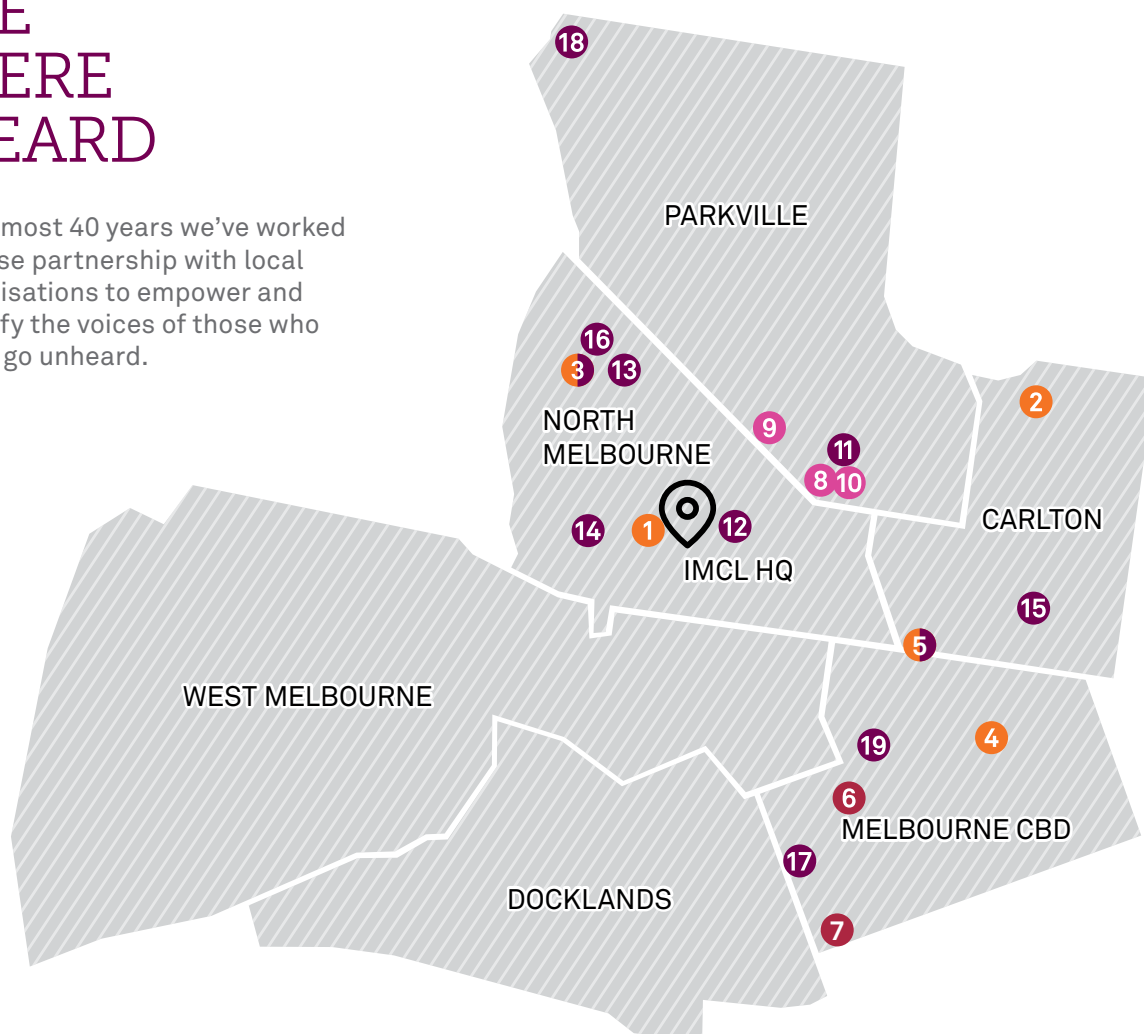 E
ERE
EARD
most 40 years we’ve worked
se partnership with local
isations to empower and
fy the voices of those who
go unheard.
18
PARKVILLE
16
3 13
2
NORTH
MELBOURNE
9
11
8 10
CARLTON
14 1 12
IMCL HQ
15
5
WEST MELBOURNE
19 4
6
MELBOURNE CBD
17
DOCKLANDS
7